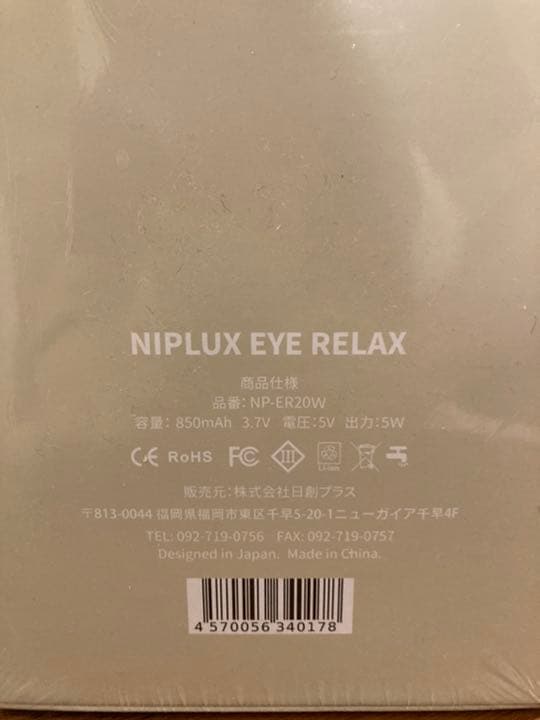 NIPLUX EYE RELAX
商品仕様
品番: NP-ER20W
容量: 850mAh 3.7V 電圧:5V 出力:5W
CE RoHS FC III
販売元:株式会社日創プラス
〒813-0044 福岡県福岡市東区千早5-20-1ニューガイア千早4F
TEL: 092-719-0756 FAX: 092-719-0757
Designed in Japan. Made in China.
4 570056 340178